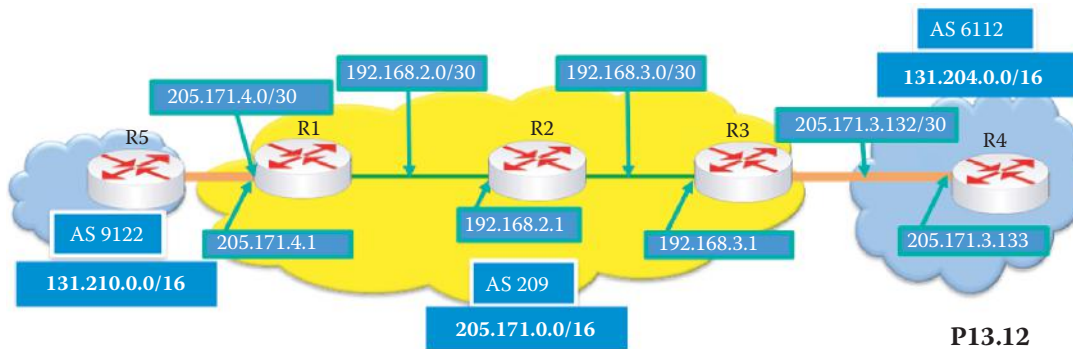 AS 6112
131.204.0.0/16
192.168.2.0/30
192.168.3.0/30
205.171.4.0/30
205.171.3.132/30
R5
R1
R2
R3
R4
AS 9122
205.171.4.1
192.168.2.1
192.168.3.1
205.171.3.133
131.210.0.0/16
AS 209
205.171.0.0/16
P13.12